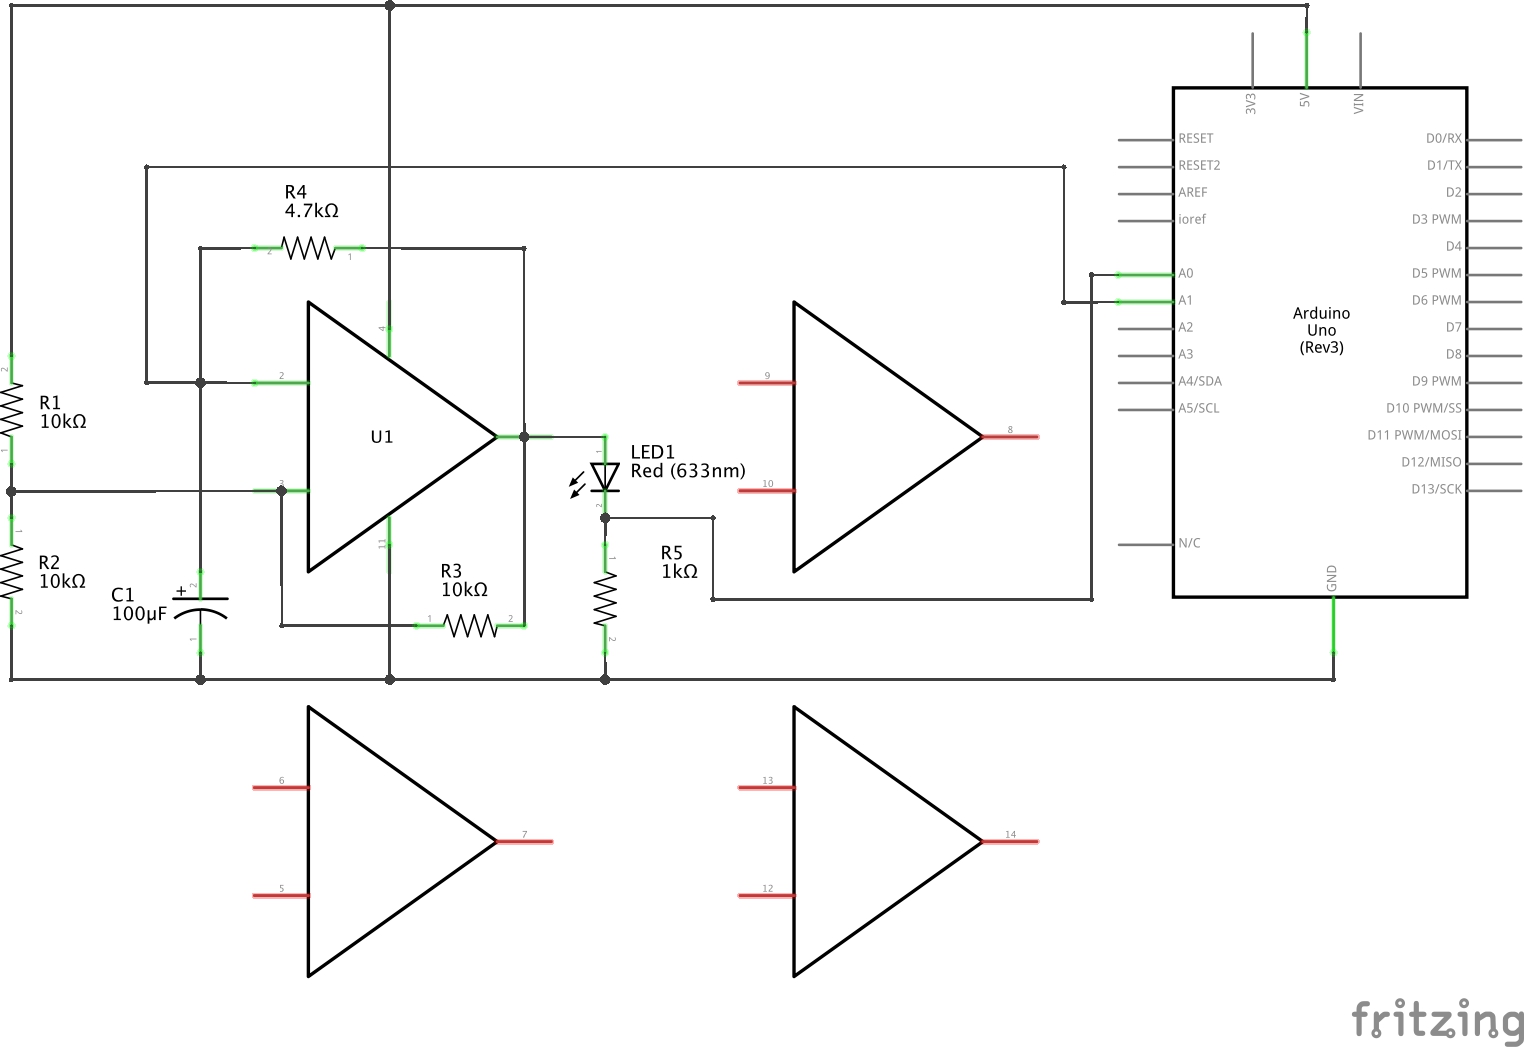 3V3
5V
VIN
RESET
D0/RX
RESET2
D1/TX
AREF
D2
ioref
D3 PWM
D4
A0
D5 PWM
A1
D6 PWM
A2
D7
A3
D8
A4/SDA
D9 PWM
A5/SCL
D10 PWM/SS
D11 PWM/MOSI
D12/MISO
D13/SCK
N/C
GND
Arduino
Uno
(Rev3)
R4
4.7kΩ
2
1
4
2
U1
3
11
2
R1
10kΩ
1
1
R2
10kΩ
2
C1
100µF
+
2
1
R3
10kΩ
1
2
1
LED1
Red (633nm)
2
R5
1kΩ
1
2
9
10
8
6
5
7
13
12
14
fritzing